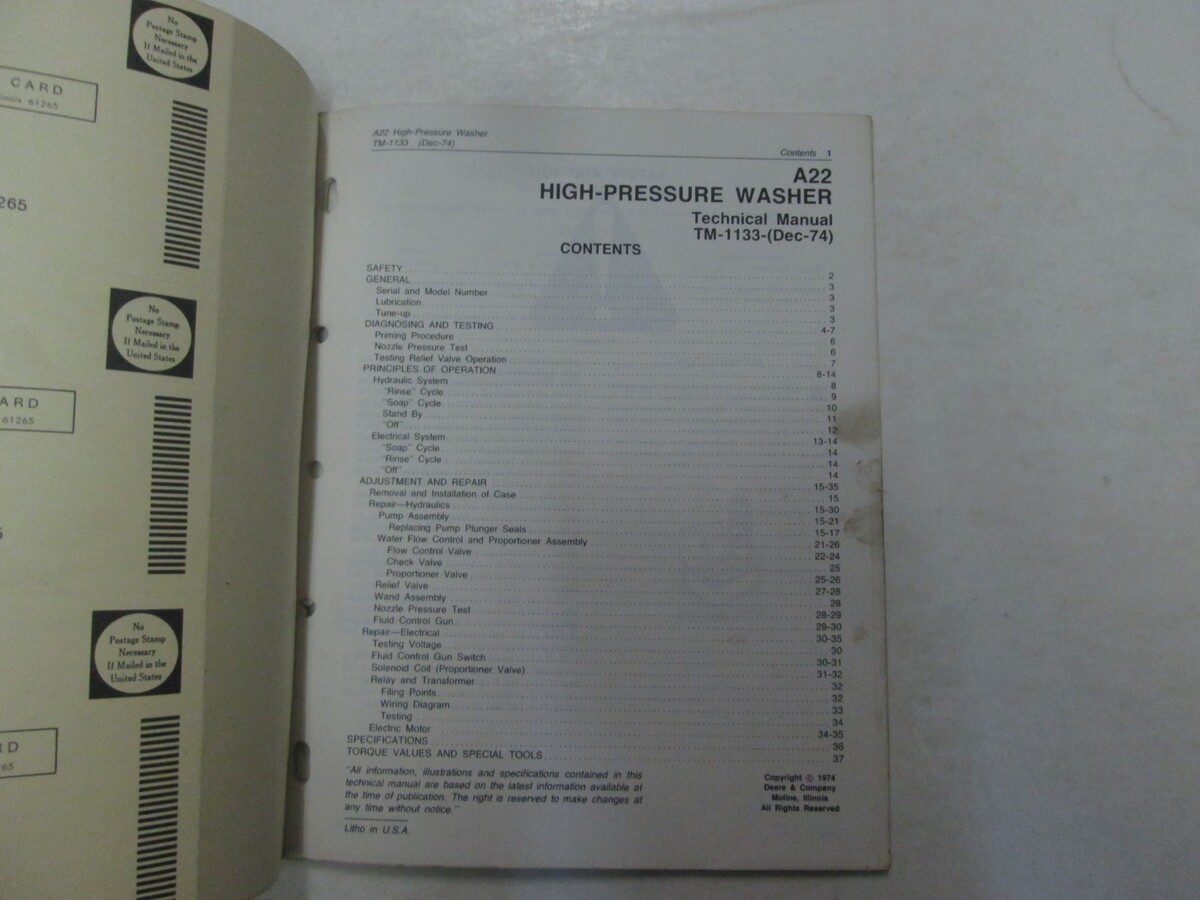 No
Postage Stamp
Necessary
If Mailed in the
United States
CARD
61265
265
No
Postage Stamp
Necessary
If Mailed in the
United States
ARD
61265
No
Postage Stamp
Necessary
If Mailed in the
United States
A22 High-Pressure Washer
TM-1133 (Dec-74)
Contents 1
A22
HIGH-PRESSURE WASHER
Technical Manual
TM-1133-(Dec-74)
CONTENTS
SAFETY 2
GENERAL 3
Serial and Model Number 3
Lubrication 3
Tune-up 3
DIAGNOSING AND TESTING 4-7
Priming Procedure 6
Nozzle Pressure Test 6
Testing Relief Valve Operation 7
PRINCIPLES OF OPERATION 8-14
Hydraulic System 8
"Rinse" Cycle 9
"Soap" Cycle 10
Stand By 11
"Off" 12
Electrical System 13-14
"Soap" Cycle 14
"Rinse" Cycle 14
"Off" 14
ADJUSTMENT AND REPAIR 15-35
Removal and Installation of Case 15
Repair—Hydraulics 15-30
Pump Assembly 15-21
Replacing Pump Plunger Seals 15-17
Water Flow Control and Proportioner Assembly 21-26
Flow Control Valve 22-24
Check Valve 25
Proportioner Valve 25-26
Relief Valve 27-28
Wand Assembly 28
Nozzle Pressure Test 28-29
Fluid Control Gun 29-30
Repair—Electrical 30-35
Testing Voltage 30
Fluid Control Gun Switch 30-31
Solenoid Coil (Proportioner Valve) 31-32
Relay and Transformer 32
Filing Points 32
Wiring Diagram 33
Testing 34
Electric Motor 34-35
SPECIFICATIONS 36
TORQUE VALUES AND SPECIAL TOOLS 37
"All information, illustrations and specifications contained in this
technical manual are based on the latest information available at
the time of publication. The right is reserved to make changes at
any time without notice."
Litho in U.S.A.
Copyright © 1974
Deere & Company
Moline, Illinois
All Rights Reserved